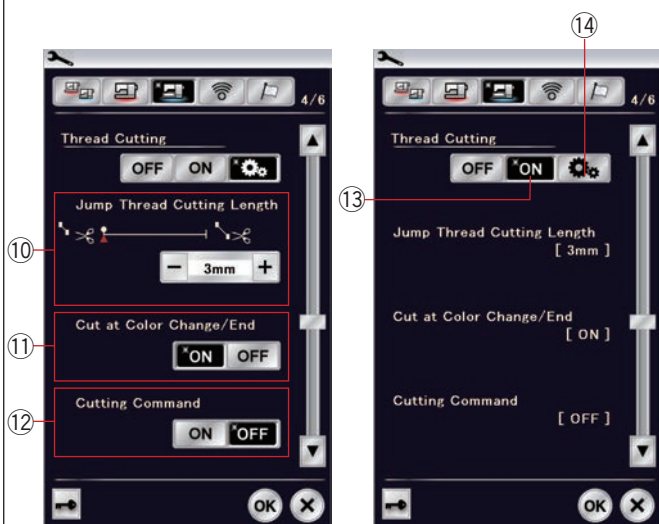 ⑭
4/6
Thread Cutting
OFF ON
Jump Thread Cutting Length
⑩
− 3mm +
Cut at Color Change/End
⑪
ON OFF
Cutting Command
⑫
ON OFF
OK
4/6
Thread Cutting
OFF ON
⑬
Jump Thread Cutting Length
[ 3mm ]
Cut at Color Change/End
[ ON ]
Cutting Command
[ OFF ]
OK